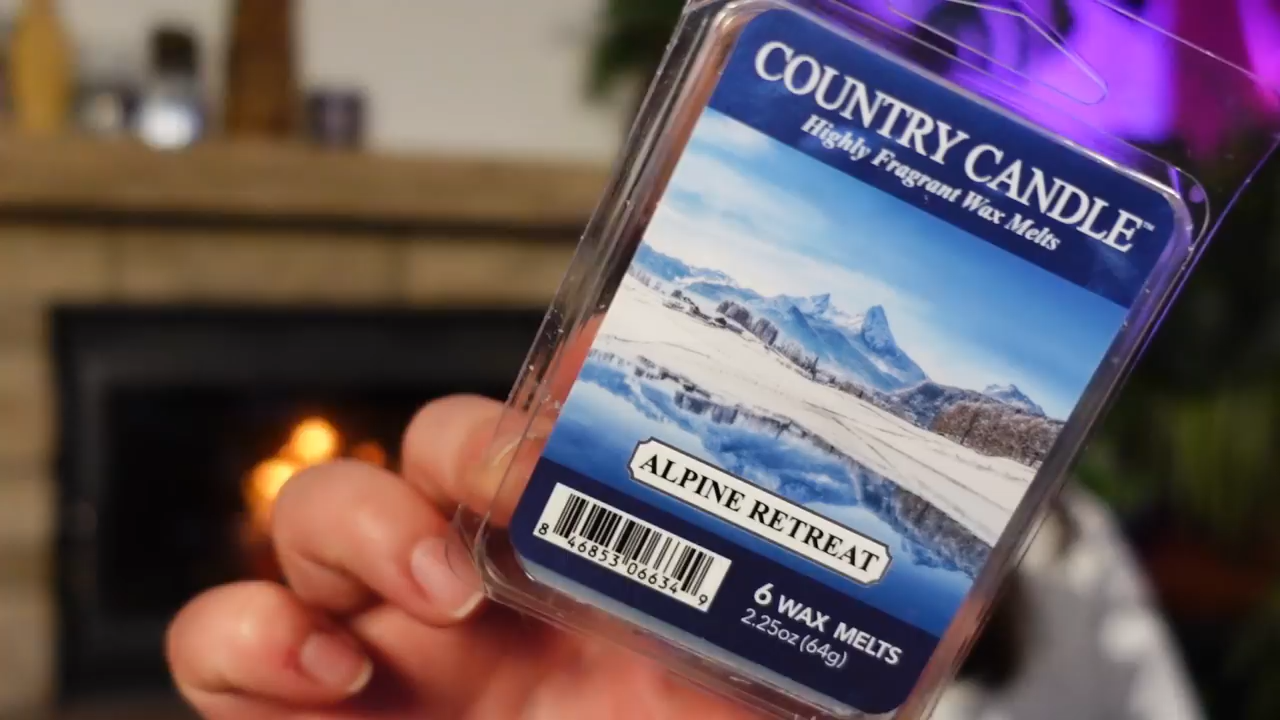 COUNTRY CANDLE™
Highly Fragrant Wax Melts
ALPINE RETREAT
8 46853 06634 9
6 WAX MELTS
2.25oz (64g)